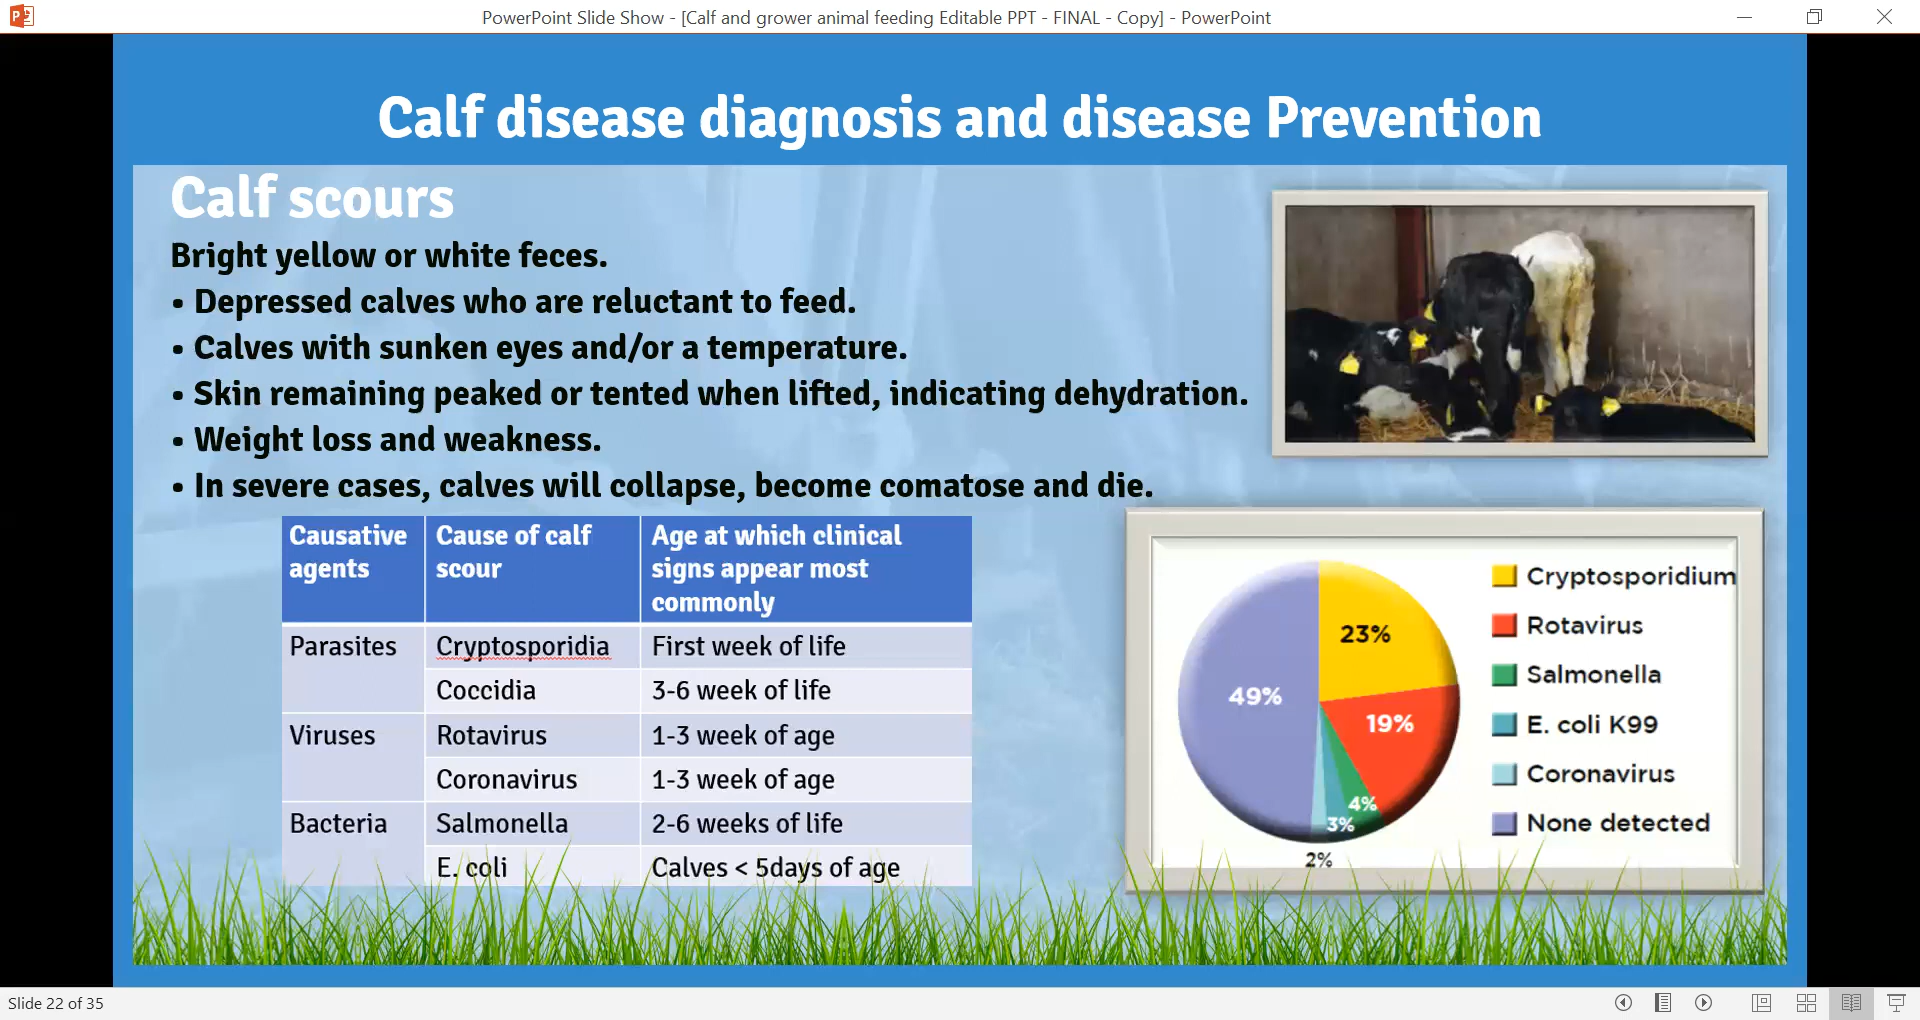 PowerPoint Slide Show - [Calf and grower animal feeding Editable PPT - FINAL - Copy] - PowerPoint
Calf disease diagnosis and disease Prevention
Calf scours
Bright yellow or white feces.
• Depressed calves who are reluctant to feed.
• Calves with sunken eyes and/or a temperature.
• Skin remaining peaked or tented when lifted, indicating dehydration.
• Weight loss and weakness.
• In severe cases, calves will collapse, become comatose and die.
Causative agents
Cause of calf scour
Age at which clinical signs appear most commonly
Parasites
Cryptosporidia
First week of life
Coccidia
3-6 week of life
Viruses
Rotavirus
1-3 week of age
Coronavirus
1-3 week of age
Bacteria
Salmonella
2-6 weeks of life
E. coli
Calves < 5days of age
23%
19%
4%
3%
2%
49%
Cryptosporidium
Rotavirus
Salmonella
E. coli K99
Coronavirus
None detected
Slide 22 of 35